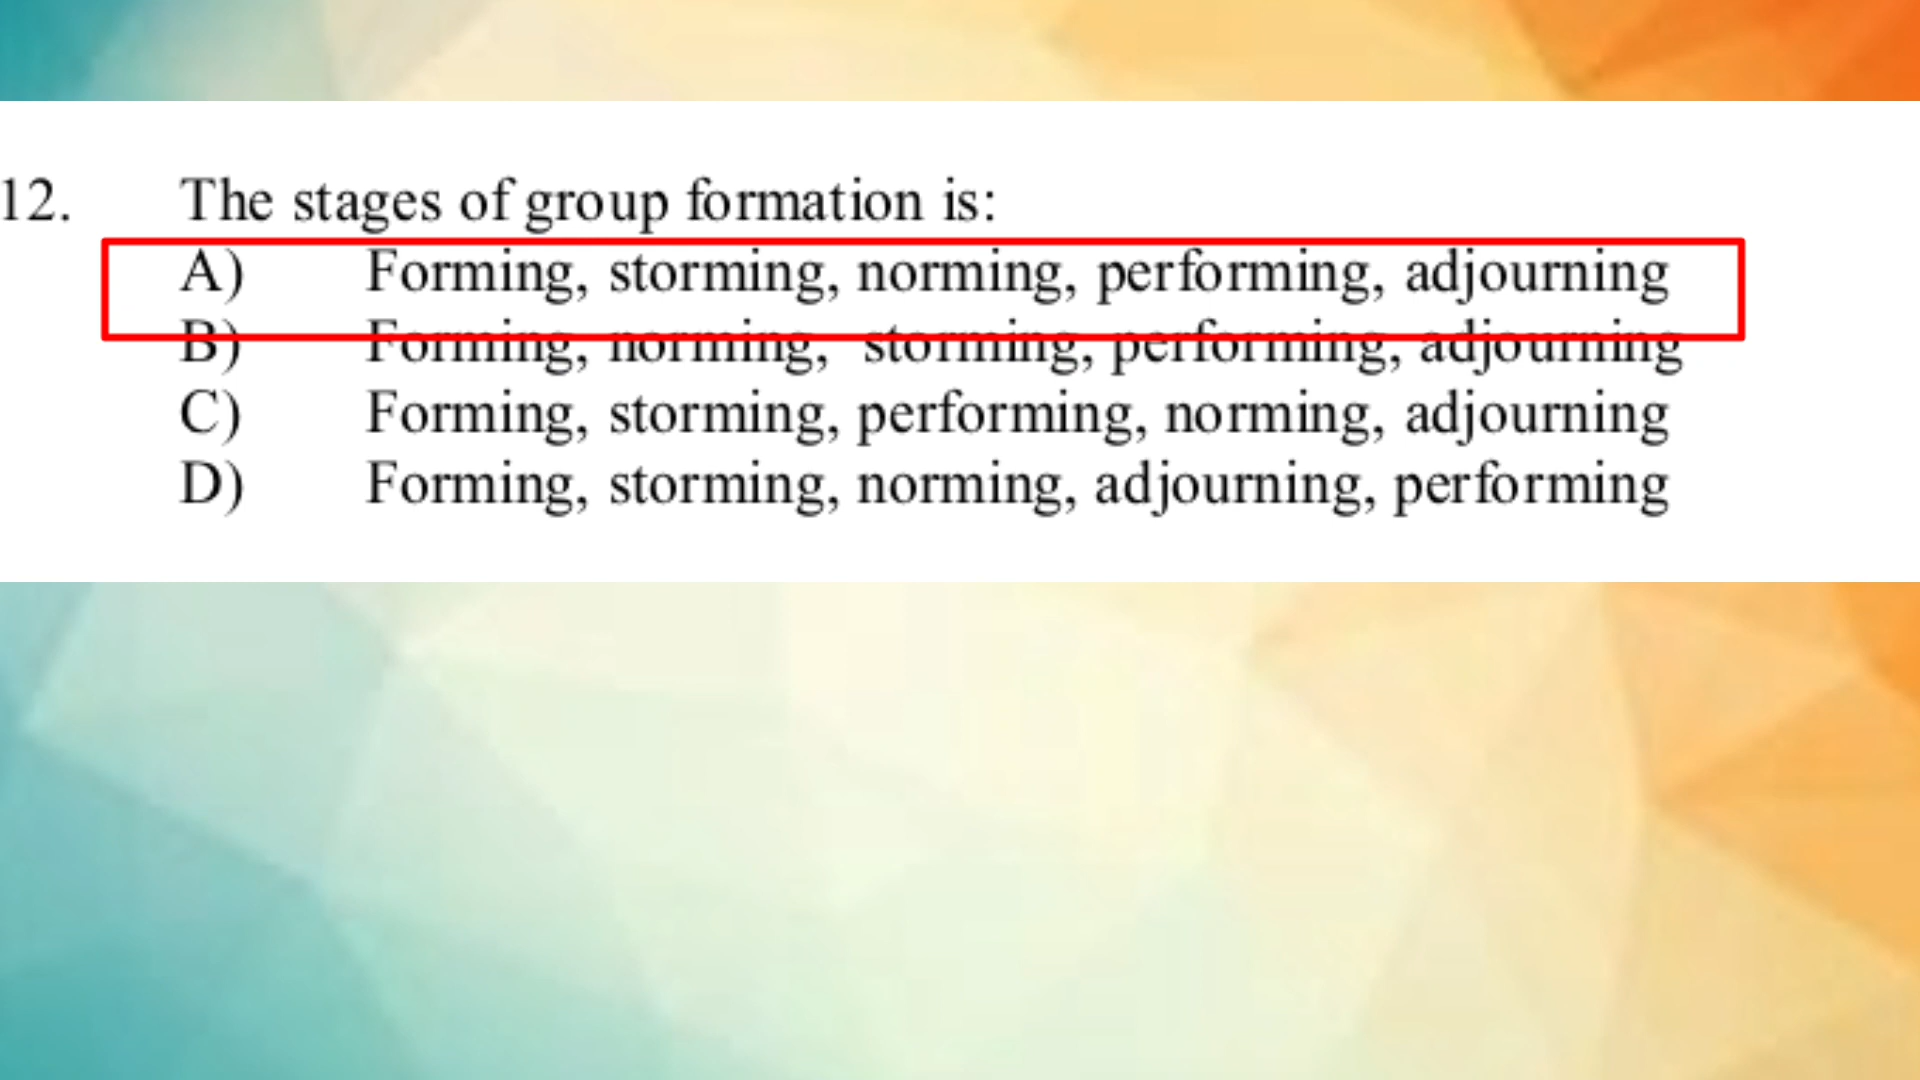 12. The stages of group formation is:
A) Forming, storming, norming, performing, adjourning
B) Forming, norming, storming, performing, adjourning
C) Forming, storming, performing, norming, adjourning
D) Forming, storming, norming, adjourning, performing